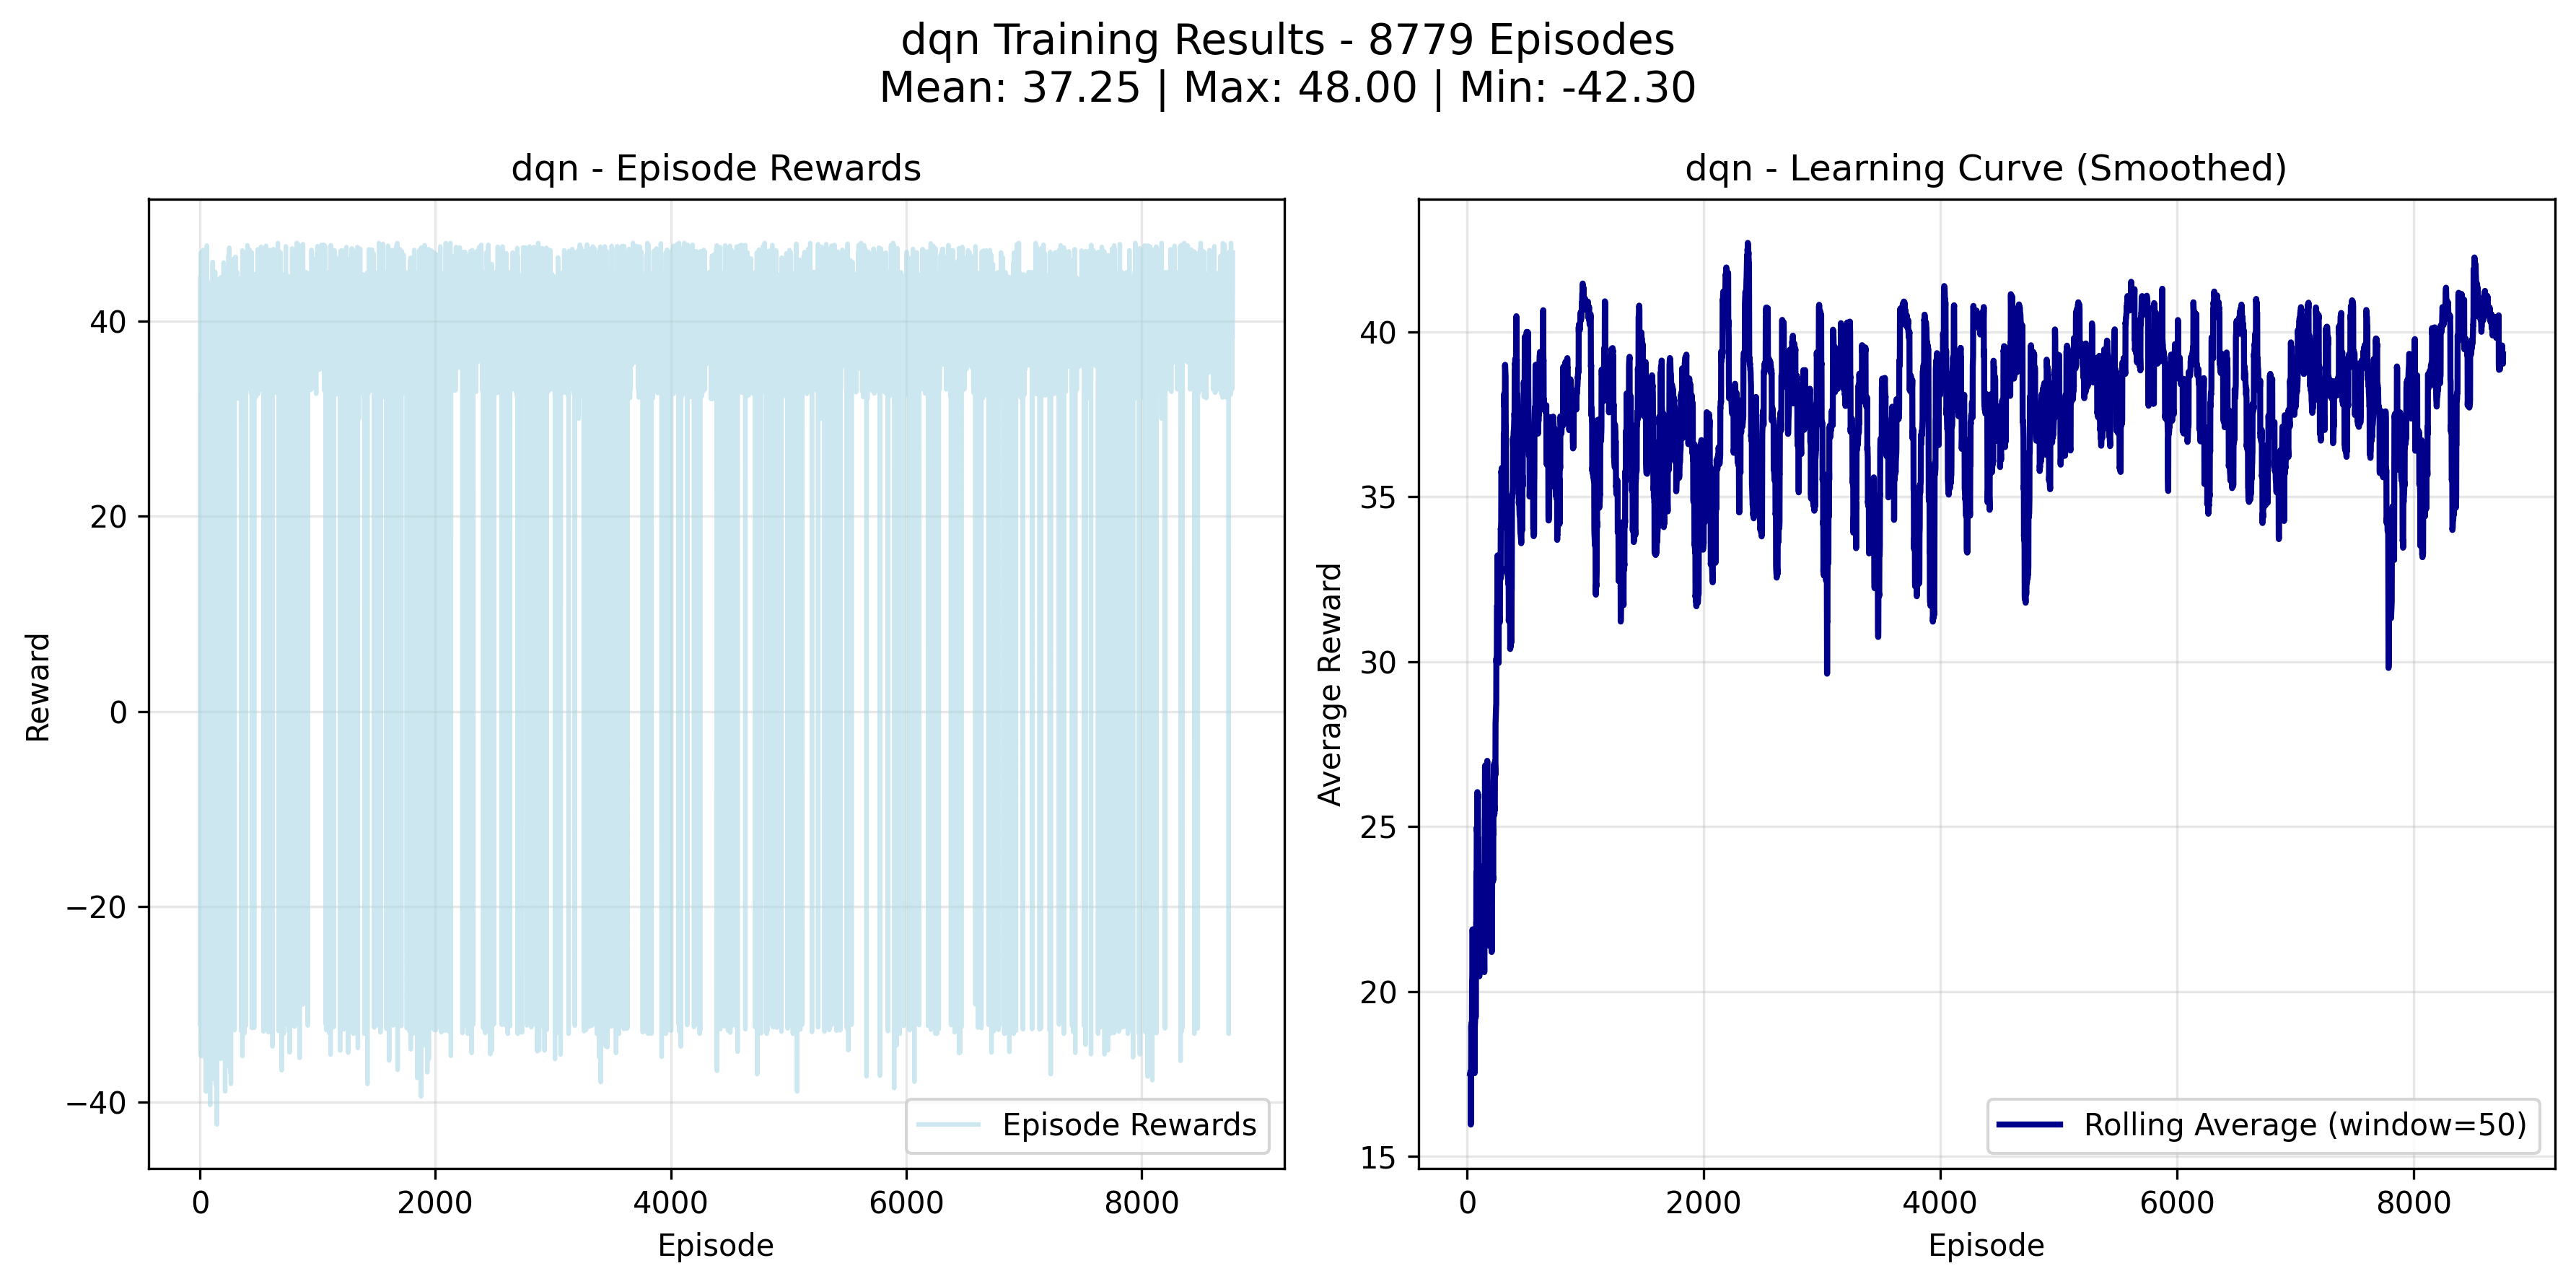 dqn Training Results - 8779 Episodes
Mean: 37.25 | Max: 48.00 | Min: -42.30
dqn - Episode Rewards
Reward
40
20
0
−20
−40
0
2000
4000
6000
8000
Episode
Episode Rewards
dqn - Learning Curve (Smoothed)
Average Reward
40
35
30
25
20
15
0
2000
4000
6000
8000
Episode
Rolling Average (window=50)